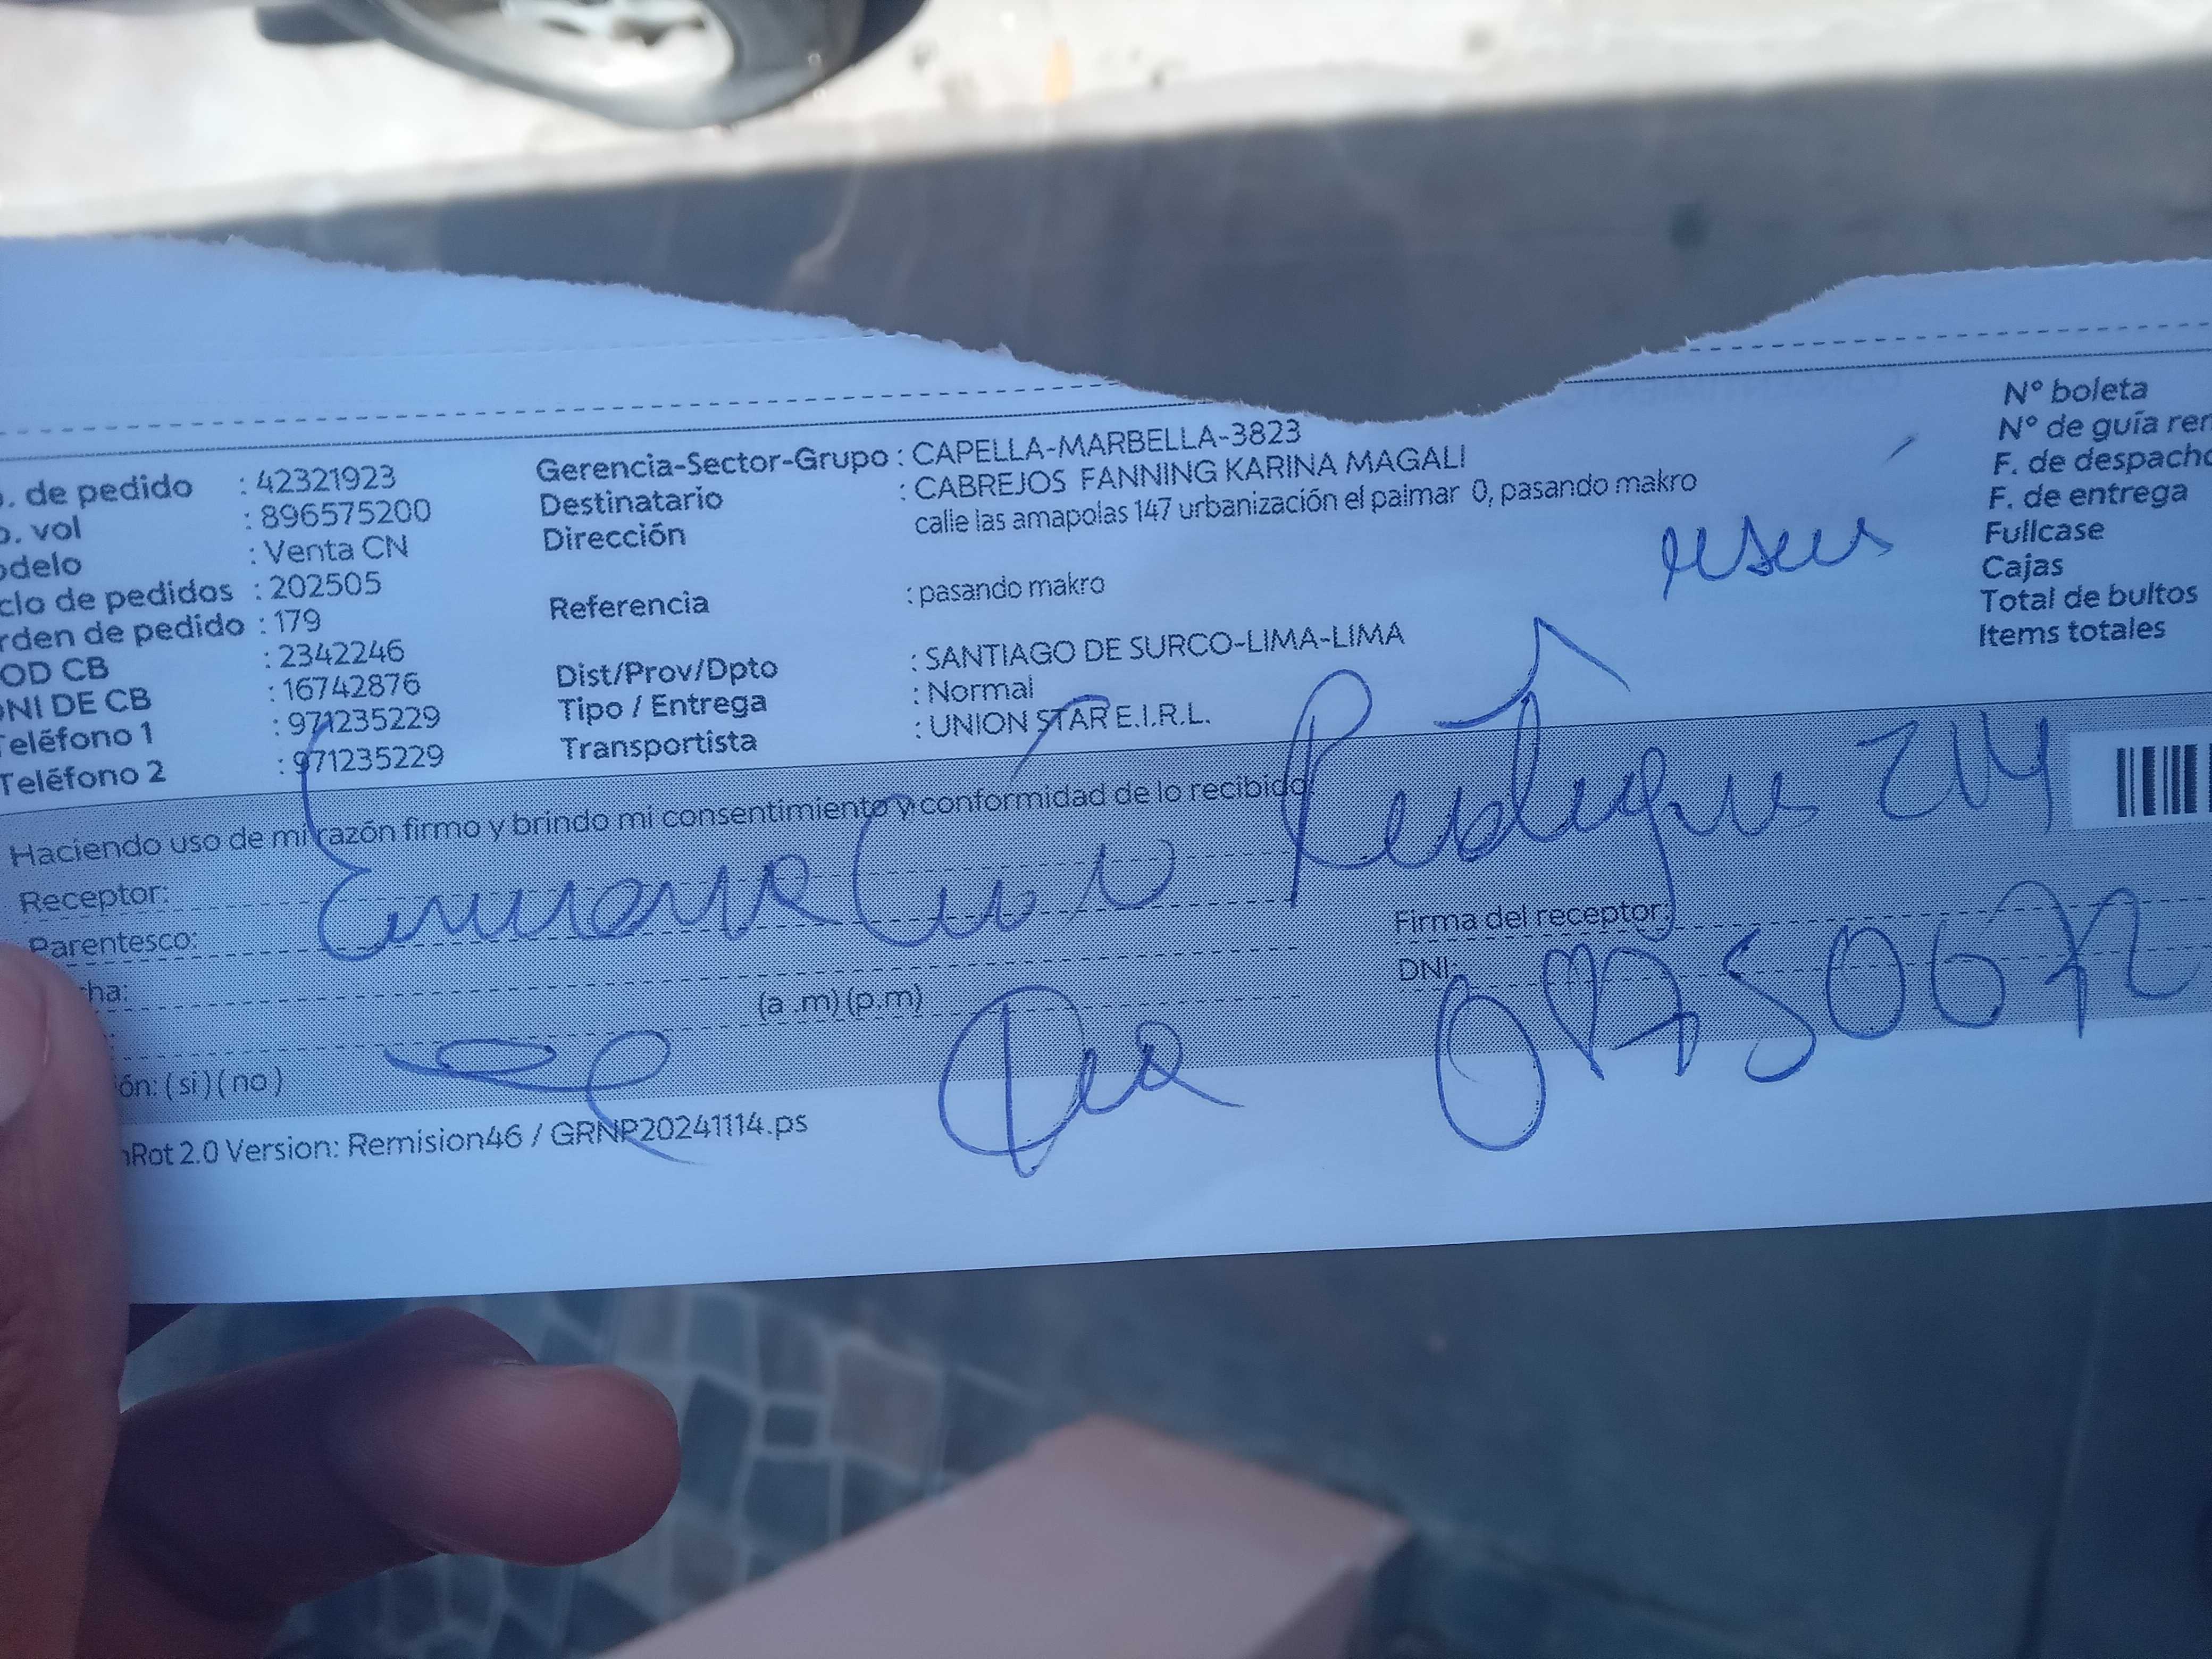 . de pedido : 42321923
. vol : 896575200
odelo : Venta CN
clo de pedidos : 202505
rden de pedido : 179
OD CB : 2342246
NI DE CB : 16742876
Teléfono 1 : 971235229
Teléfono 2 : 971235229
Gerencia-Sector-Grupo : CAPELLA-MARBELLA-3823
Destinatario : CABREJOS FANNING KARINA MAGALI
Dirección calle las amapolas 147 urbanización el palmar 0, pasando makro
Referencia : pasando makro
Dist/Prov/Dpto : SANTIAGO DE SURCO-LIMA-LIMA
Tipo / Entrega : Normal
Transportista : UNION STAR E.I.R.L.
N° boleta
N° de guía rem
F. de despacho
F. de entrega
Fullcase
Cajas
Total de bultos
Items totales
Haciendo uso de mi razón firmo y brindo mi consentimiento y conformidad de lo recibido
Receptor:
Parentesco:
ha:
(a .m) (p.m)
ón: (si) (no)
Firma del receptor:
DNI:
Rot 2.0 Version: Remision46 / GRNP20241114.ps